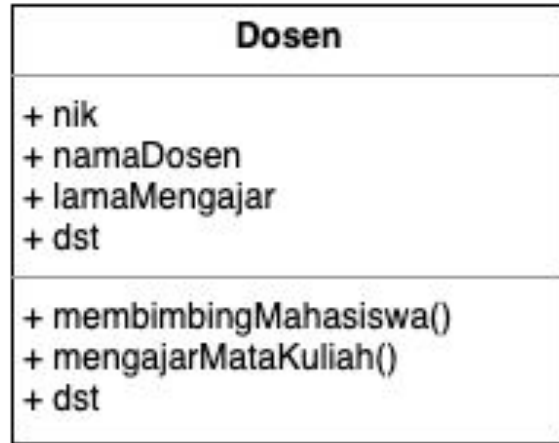 Dosen
+ nik
+ namaDosen
+ lamaMengajar
+ dst
+ membimbingMahasiswa()
+ mengajarMataKuliah()
+ dst